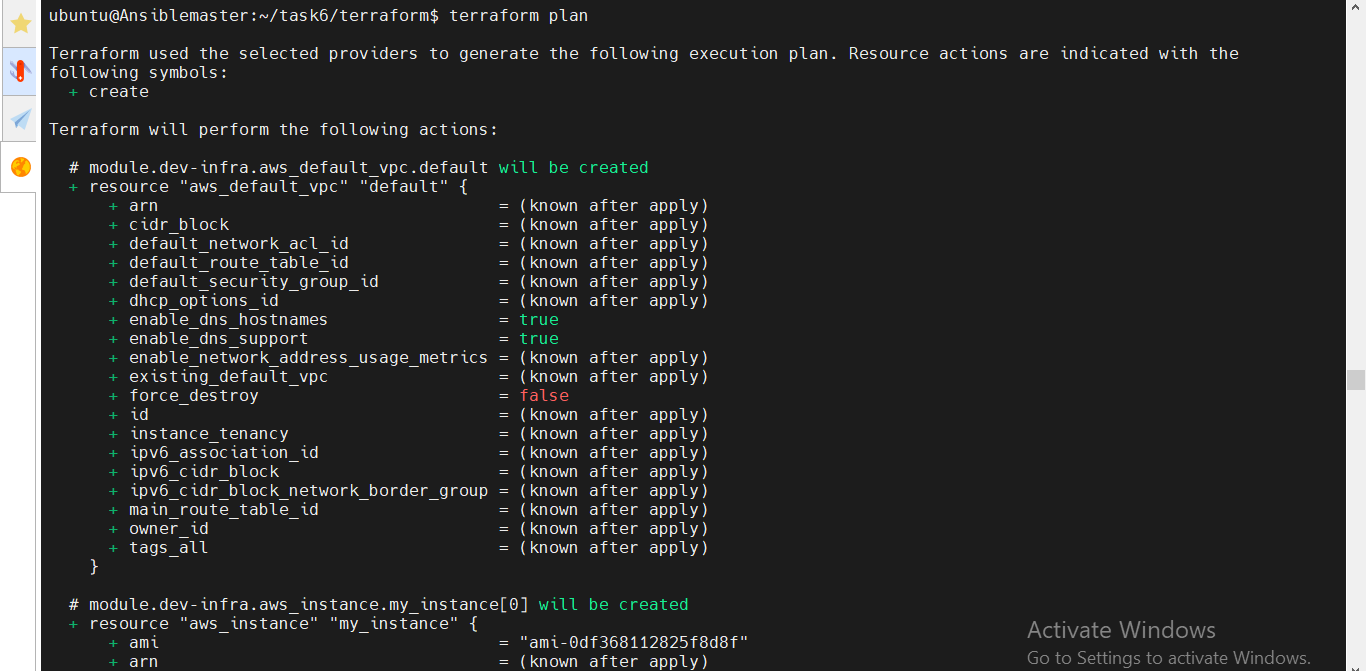 ubuntu@Ansiblemaster:~/task6/terraform$ terraform plan
Terraform used the selected providers to generate the following execution plan. Resource actions are indicated with the
following symbols:
+ create
Terraform will perform the following actions:
# module.dev-infra.aws_default_vpc.default will be created
+ resource "aws_default_vpc" "default" {
+ arn = (known after apply)
+ cidr_block = (known after apply)
+ default_network_acl_id = (known after apply)
+ default_route_table_id = (known after apply)
+ default_security_group_id = (known after apply)
+ dhcp_options_id = (known after apply)
+ enable_dns_hostnames = true
+ enable_dns_support = true
+ enable_network_address_usage_metrics = (known after apply)
+ existing_default_vpc = (known after apply)
+ force_destroy = false
+ id = (known after apply)
+ instance_tenancy = (known after apply)
+ ipv6_association_id = (known after apply)
+ ipv6_cidr_block = (known after apply)
+ ipv6_cidr_block_network_border_group = (known after apply)
+ main_route_table_id = (known after apply)
+ owner_id = (known after apply)
+ tags_all = (known after apply)
}
# module.dev-infra.aws_instance.my_instance[0] will be created
+ resource "aws_instance" "my_instance" {
+ ami = "ami-0df368112825f8d8f"
+ arn = (known after apply)
Activate Windows
Go to Settings to activate Windows.